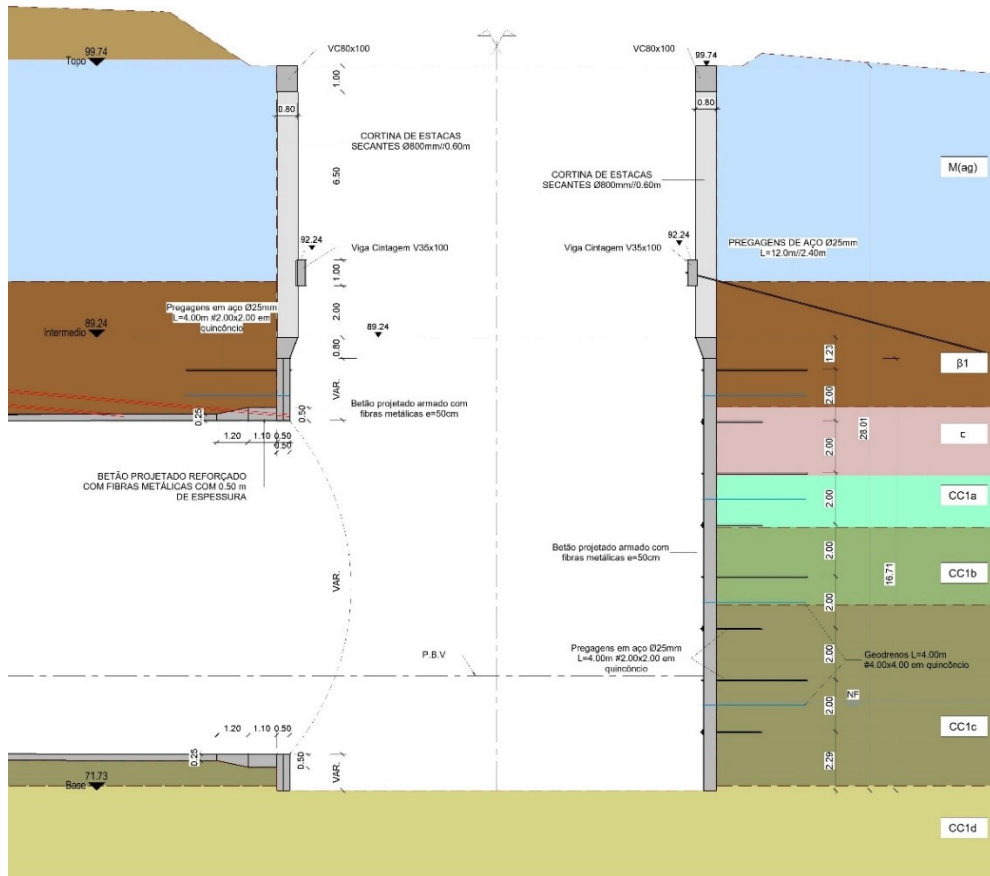 VC80x100
VC80x100
99.74
Topo
99.74
1.00
0.80
0.80
CORTINA DE ESTACAS
SECANTES Ø800mm//0.60m
6.50
CORTINA DE ESTACAS
SECANTES Ø800mm//0.60m
M(ag)
92.24
Viga Cintagem V35x100
1.00
92.24
Viga Cintagem V35x100
PREGAGENS DE AÇO Ø25mm
L=12.0m//2.40m
2.00
Pregagens em aço Ø25mm
L=4.00m #2.00x2.00 em
quincôncio
89.24
Intermedio
89.24
0.80
1.23
β1
VAR.
2.00
Betão projetado armado com
fibras metálicas e=50cm
0.25
0.50
1.20
1.10
0.50
0.50
28.01
c
2.00
BETÃO PROJETADO REFORÇADO
COM FIBRAS METÁLICAS COM 0.50 m
DE ESPESSURA
2.00
CC1a
Betão projetado armado com
fibras metálicas e=50cm
2.00
CC1b
16.71
VAR.
2.00
Pregagens em aço Ø25mm
L=4.00m #2.00x2.00 em
quincôncio
2.00
Geodrenos L=4.00m
#4.00x4.00 em quincôncio
P.B.V
NF
2.00
1.20
1.10
0.50
CC1c
0.25
0.50
VAR.
2.29
71.73
Base
CC1d